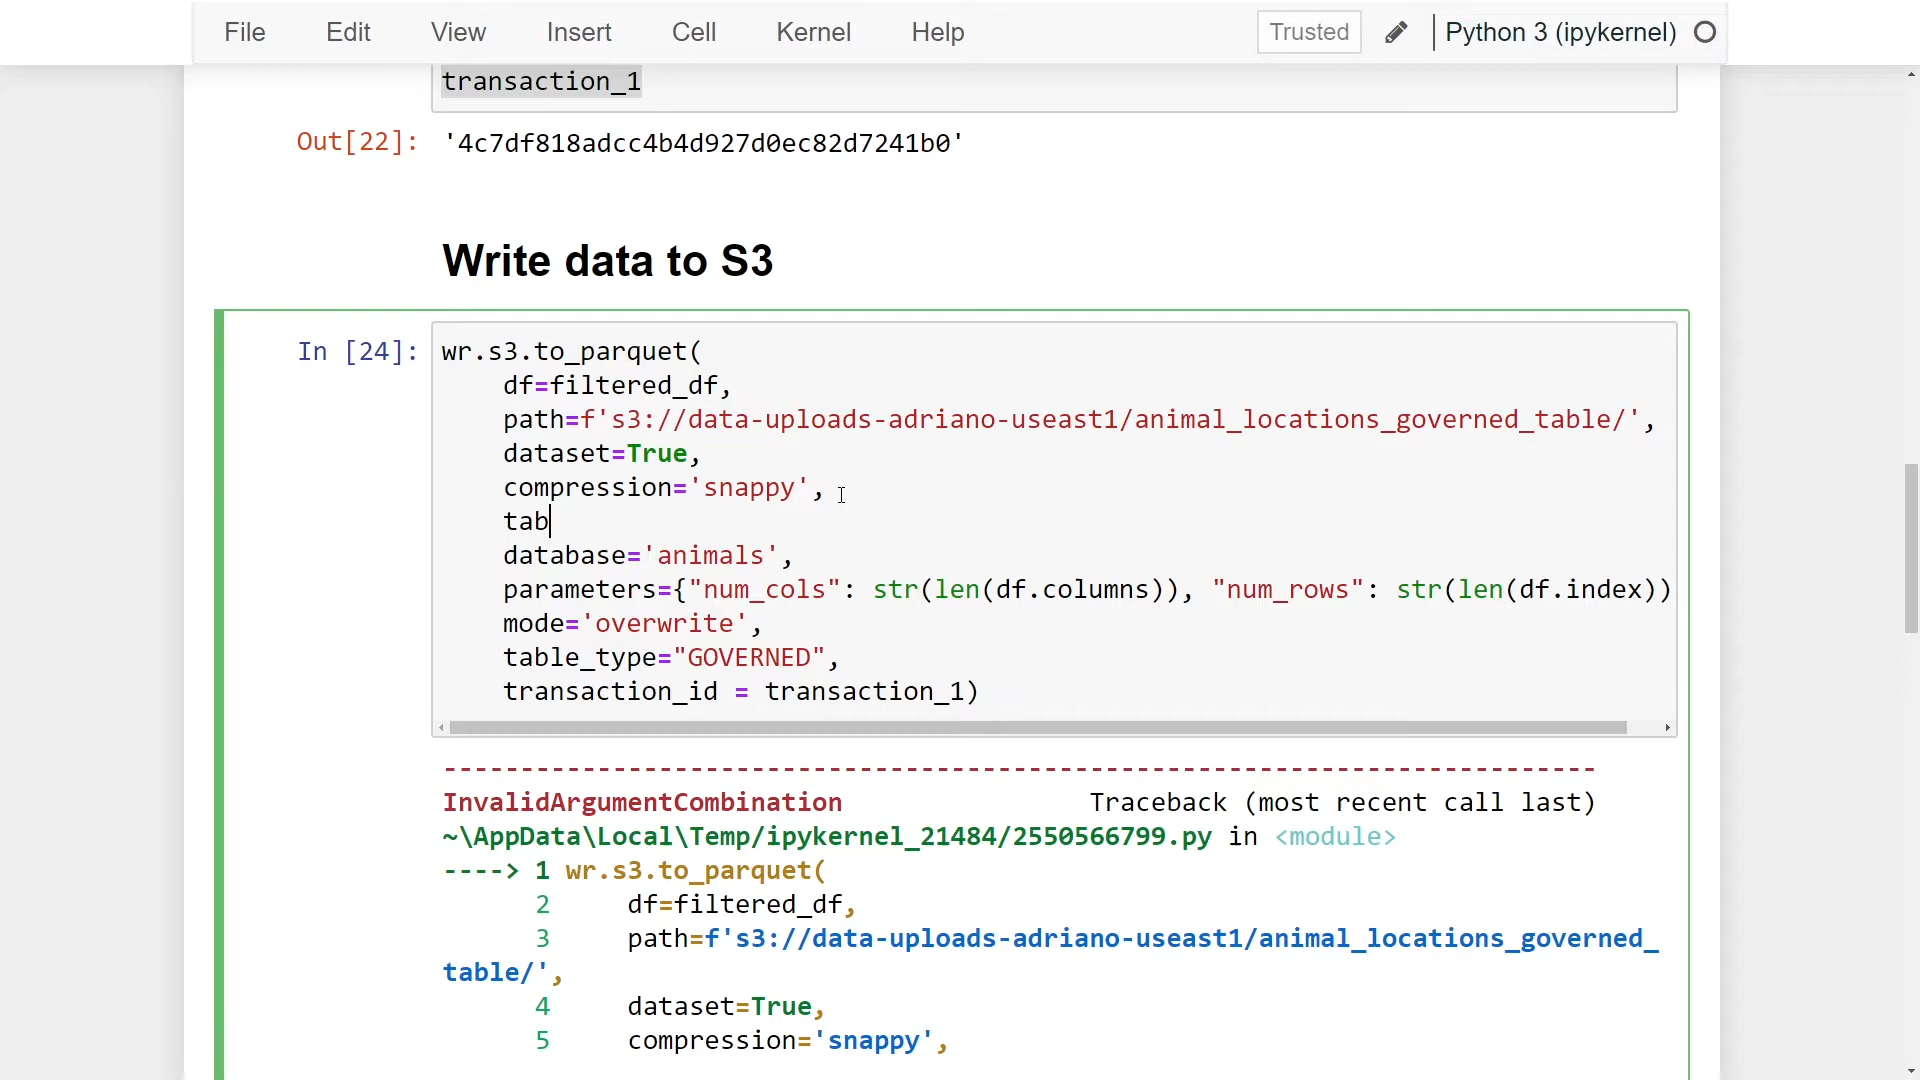 File Edit View Insert Cell Kernel Help Trusted Python 3 (ipykernel)
transaction_1
Out[22]: '4c7df818adcc4b4d927d0ec82d7241b0'
Write data to S3
In [24]: wr.s3.to_parquet(
df=filtered_df,
path=f's3://data-uploads-adriano-useast1/animal_locations_governed_table/',
dataset=True,
compression='snappy',
tab
database='animals',
parameters={"num_cols": str(len(df.columns)), "num_rows": str(len(df.index))
mode='overwrite',
table_type="GOVERNED",
transaction_id = transaction_1)
---------------------------------------------------------------------------
InvalidArgumentCombination Traceback (most recent call last)
~\AppData\Local\Temp/ipykernel_21484/2550566799.py in <module>
----> 1 wr.s3.to_parquet(
2 df=filtered_df,
3 path=f's3://data-uploads-adriano-useast1/animal_locations_governed_
table/',
4 dataset=True,
5 compression='snappy',